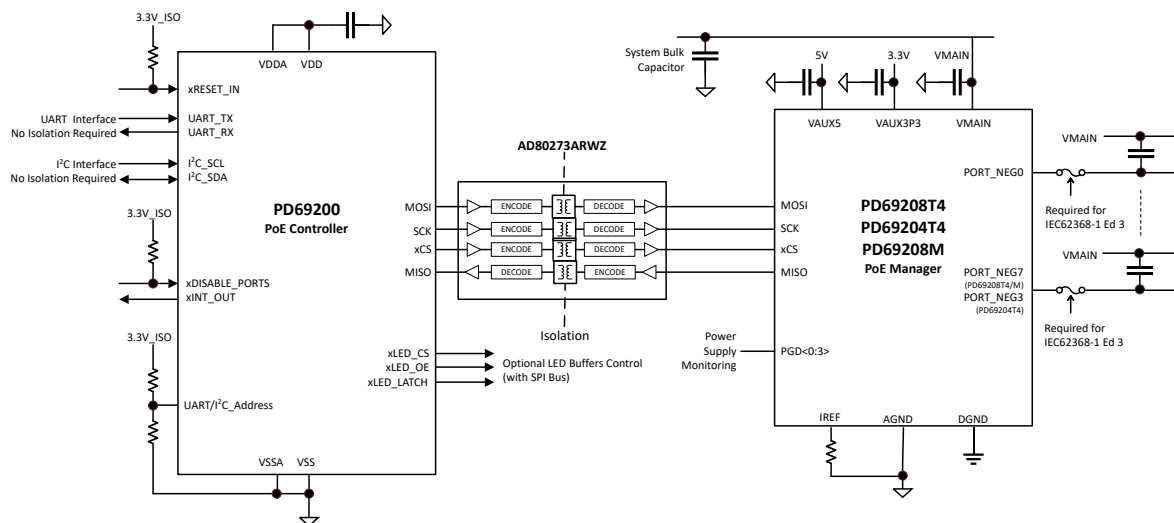 3.3V_ISO
VDDA
VDD
xRESET_IN
UART Interface
No Isolation Required
UART_TX
UART_RX
I²C Interface
No Isolation Required
I²C_SCL
I²C_SDA
3.3V_ISO
PD69200
PoE Controller
xDISABLE_PORTS
xINT_OUT
3.3V_ISO
UART/I²C_Address
VSSA
VSS
MOSI
SCK
xCS
MISO
xLED_CS
xLED_OE
xLED_LATCH
Optional LED Buffers Control
(with SPI Bus)
AD80273ARWZ
ENCODE
DECODE
ENCODE
DECODE
ENCODE
DECODE
DECODE
ENCODE
Isolation
System Bulk
Capacitor
5V
3.3V
VMAIN
VAUX5
VAUX3P3
VMAIN
MOSI
SCK
xCS
MISO
PD69208T4
PD69204T4
PD69208M
PoE Manager
Power
Supply
Monitoring
PGD<0:3>
IREF
AGND
DGND
PORT_NEG0
VMAIN
Required for
IEC62368-1 Ed 3
PORT_NEG7
(PD69208T4/M)
PORT_NEG3
(PD69204T4)
VMAIN
Required for
IEC62368-1 Ed 3